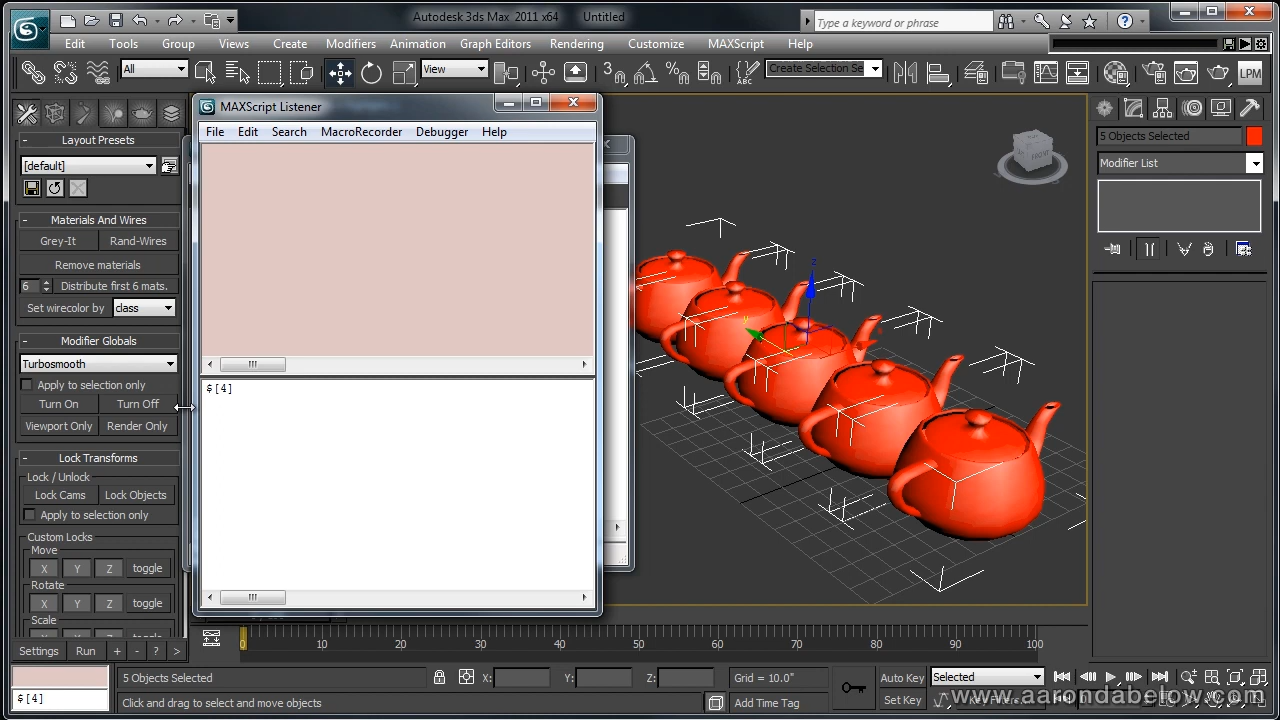 Autodesk 3ds Max 2011 x64 Untitled
Type a keyword or phrase
Edit Tools Group Views Create Modifiers Animation Graph Editors Rendering Customize MAXScript Help
All
View
Create Selection Se
LPM
Layout Presets
[default]
Materials And Wires
Grey-It Rand-Wires
Remove materials
6 Distribute first 6 mats.
Set wirecolor by class
Modifier Globals
Turbosmooth
Apply to selection only
Turn On Turn Off
Viewport Only Render Only
Lock Transforms
Lock / Unlock
Lock Cams Lock Objects
Apply to selection only
Custom Locks
Move
X Y Z toggle
Rotate
X Y Z toggle
Scale
Settings Run + - ? >
MAXScript Listener
File Edit Search MacroRecorder Debugger Help
$[4]
z
y
5 Objects Selected
Modifier List
0 10 20 30 40 50 60 70 80 90 100
$[4]
5 Objects Selected
X: Y: Z:
Grid = 10.0"
Auto Key Selected
Click and drag to select and move objects
Add Time Tag
Set Key
Key Filters...
www.aarondabelow.com